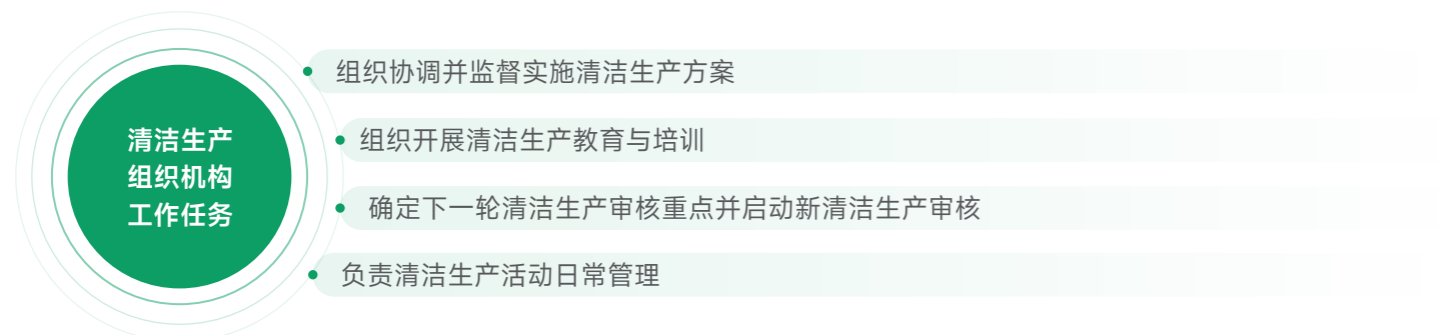 清洁生产
组织机构
工作任务
组织协调并监督实施清洁生产方案
组织开展清洁生产教育与培训
确定下一轮清洁生产审核重点并启动新清洁生产审核
负责清洁生产活动日常管理